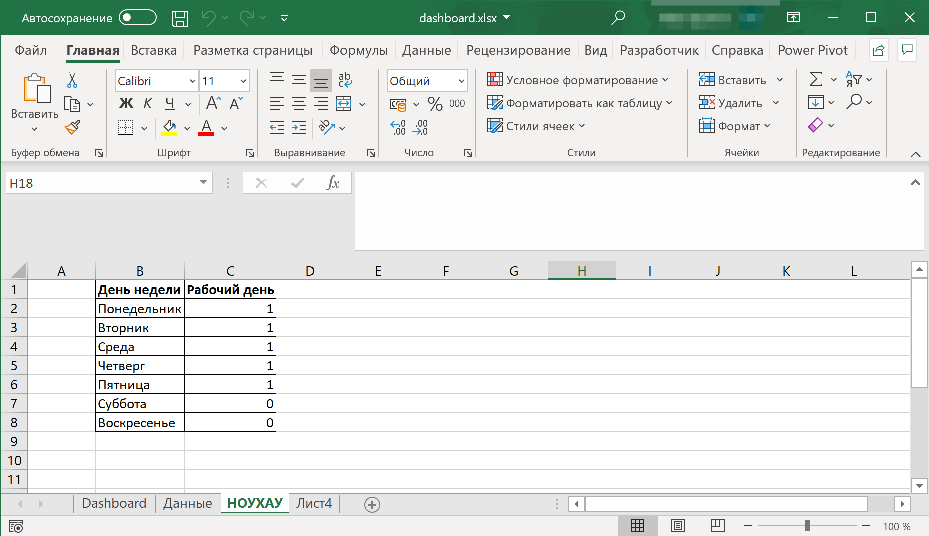 Автосохранение dashboard.xlsx
Файл Главная Вставка Разметка страницы Формулы Данные Рецензирование Вид Разработчик Справка Power Pivot
Calibri 11 Общий Условное форматирование Вставить
Вставить Ж К Ч % 000 Форматировать как таблицу Удалить
Стили ячеек Формат
Буфер обмена Шрифт Выравнивание Число Стили Ячейки Редактирование
H18 fx
A B C D E F G H I J K L
1 День недели Рабочий день
2 Понедельник 1
3 Вторник 1
4 Среда 1
5 Четверг 1
6 Пятница 1
7 Суббота 0
8 Воскресенье 0
9
10
11
Dashboard Данные НОУХАУ Лист4
100 %